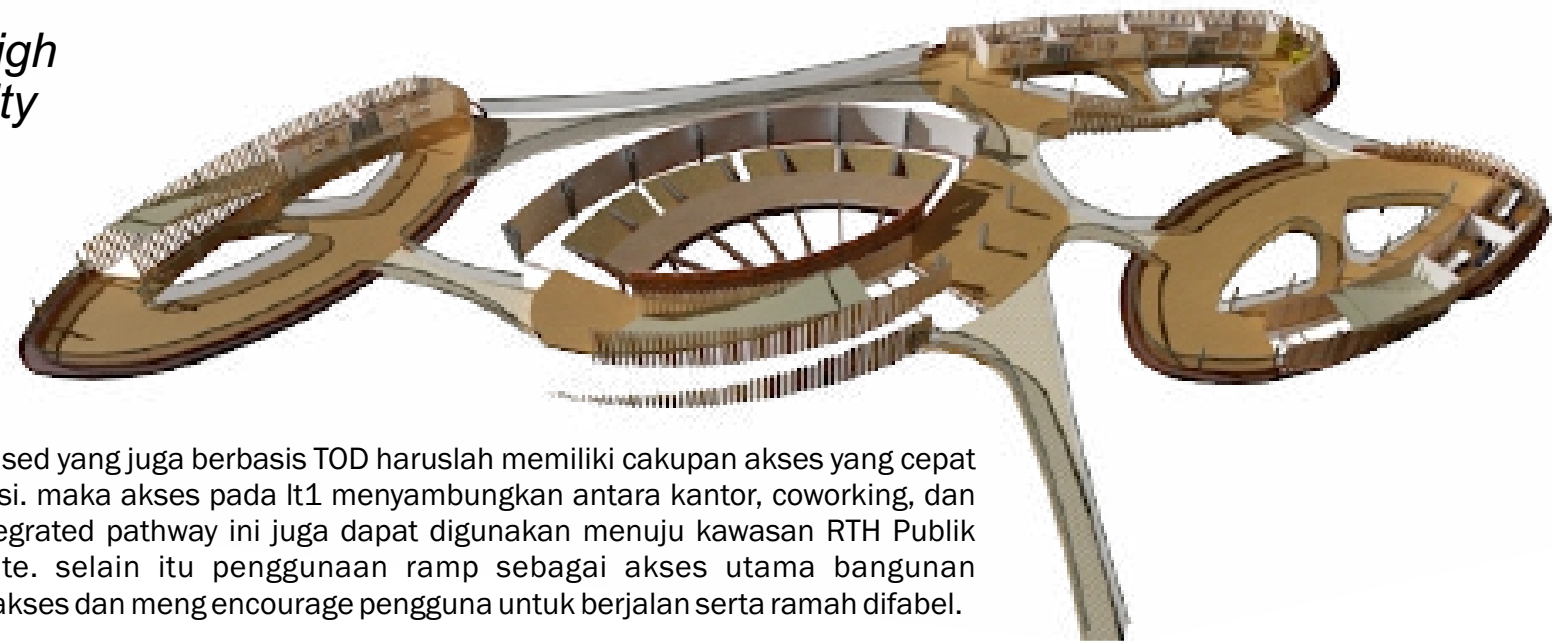 igh
ity
sed yang juga berbasis TOD haruslah memiliki cakupan akses yang cepat
si. maka akses pada lt1 menyambungkan antara kantor, coworking, dan
egrated pathway ini juga dapat digunakan menuju kawasan RTH Publik
te. selain itu penggunaan ramp sebagai akses utama bangunan
akses dan meng encourage pengguna untuk berjalan serta ramah difabel.